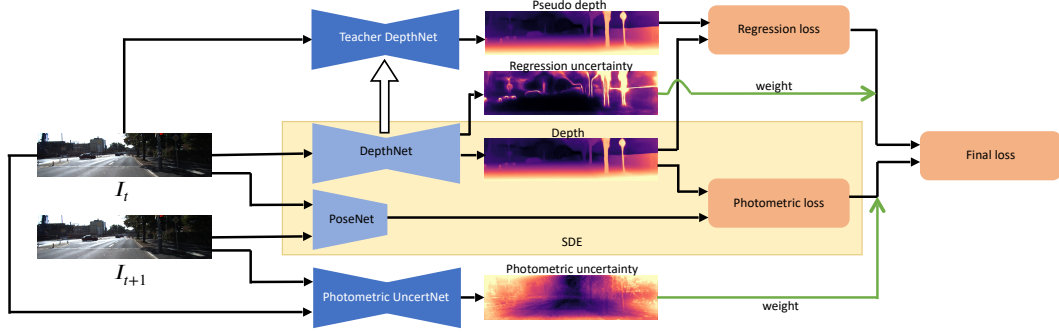 Pseudo depth
Teacher DepthNet
Regression loss
Regression uncertainty
weight
DepthNet
Depth
I_t
Final loss
PoseNet
Photometric loss
SDE
I_{t+1}
Photometric uncertainty
Photometric UncertNet
weight